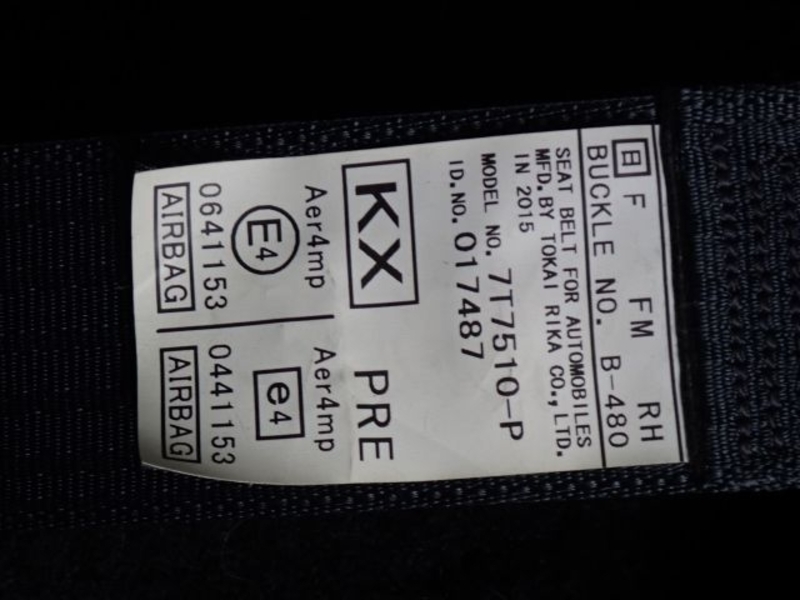 日 F FM RH
BUCKLE NO. B-480
SEAT BELT FOR AUTOMOBILES
MFD. BY TOKAI RIKA CO., LTD.
IN 2015
MODEL NO. 7T7510-P
ID. NO. 017487
KX PRE
Aer4mp Aer4mp
E4 e4
0641153 0441153
AIRBAG AIRBAG